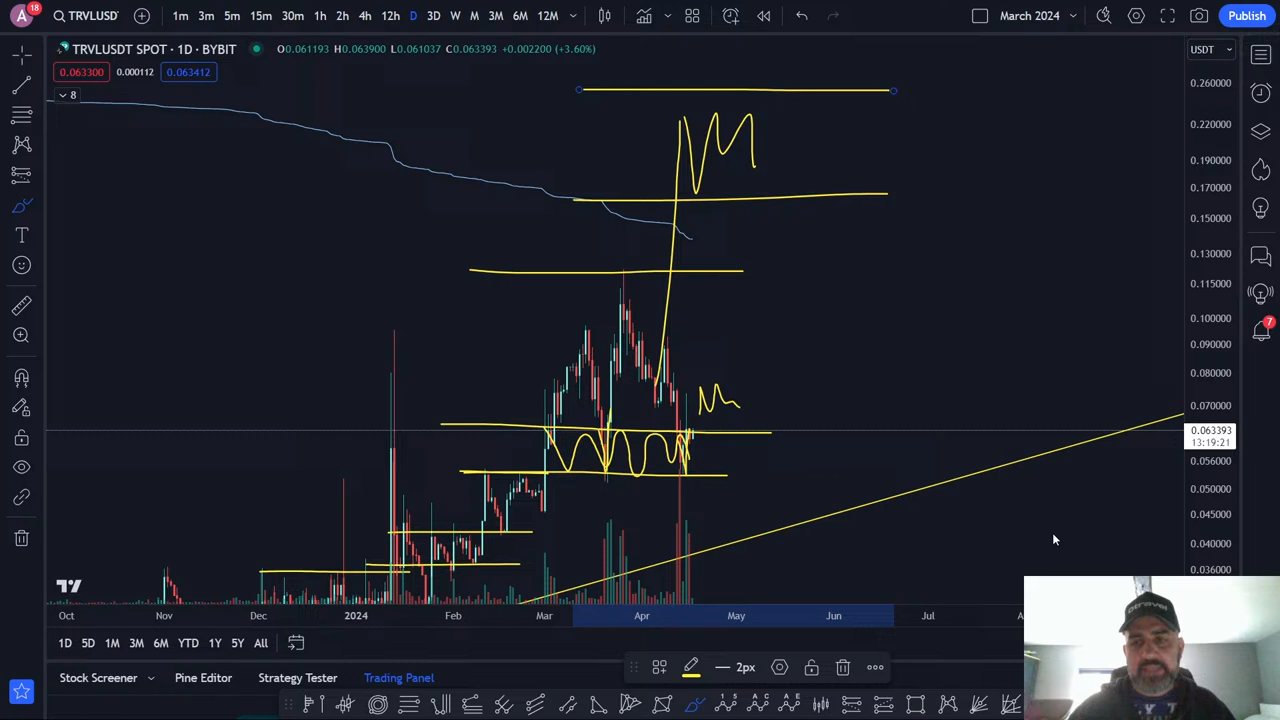 A 18 TRVLUSD 1m 3m 5m 15m 30m 1h 2h 4h 12h D 3D W M 3M 6M 12M March 2024 Publish
TRVLUSDT SPOT · 1D · BYBIT O0.061193 H0.063900 L0.061037 C0.063393 +0.002200 (+3.60%) USDT
0.063300 0.000112 0.063412
8
0.260000
0.220000
0.190000
0.170000
0.150000
0.130000
0.115000
0.100000
0.090000
0.080000
0.070000
0.063393
13:19:21
0.056000
0.050000
0.045000
0.040000
0.036000
7
Oct Nov Dec 2024 Feb Mar Apr May Jun Jul
1D 5D 1M 3M 6M YTD 1Y 5Y All
2px
Stock Screener Pine Editor Strategy Tester Trading Panel
dtravel